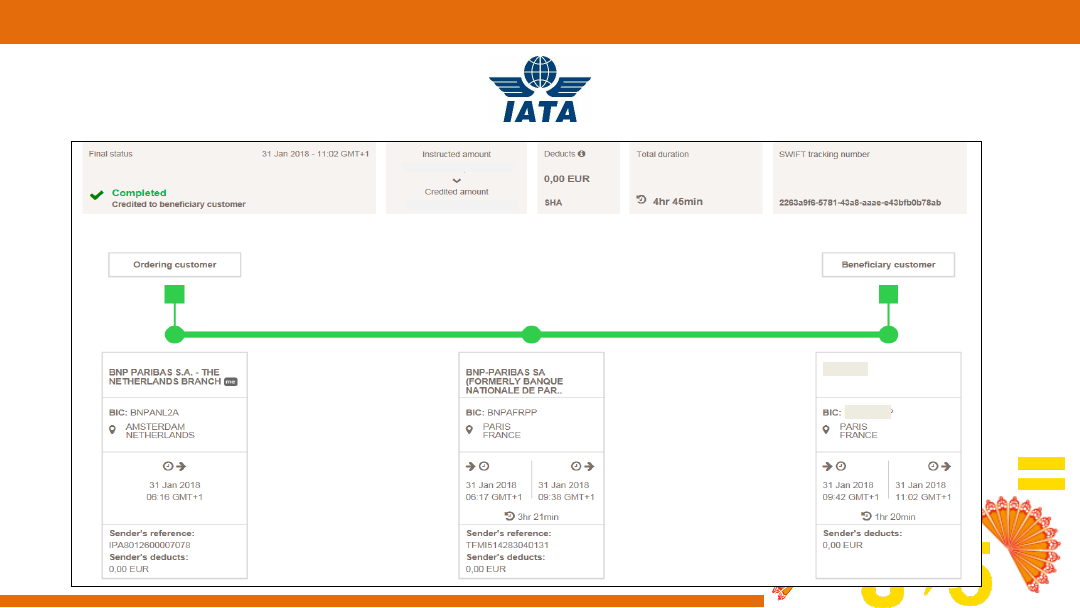 IATA
Final status
31 Jan 2018 - 11:02 GMT+1
Completed
Credited to beneficiary customer
Instructed amount
Credited amount
Deducts
0,00 EUR
SHA
Total duration
4hr 45min
SWIFT tracking number
2263a9f6-5781-43a8-aaae-e43bfb0b78ab
Ordering customer
Beneficiary customer
BNP PARIBAS S.A. - THE
NETHERLANDS BRANCH me
BIC: BNPANL2A
AMSTERDAM
NETHERLANDS
31 Jan 2018
06:16 GMT+1
Sender's reference:
IPA8012600007078
Sender's deducts:
0,00 EUR
BNP-PARIBAS SA
(FORMERLY BANQUE
NATIONALE DE PAR..
BIC: BNPAFRPP
PARIS
FRANCE
31 Jan 2018 31 Jan 2018
06:17 GMT+1 09:38 GMT+1
3hr 21min
Sender's reference:
TFMI514283040131
Sender's deducts:
0,00 EUR
BIC:
PARIS
FRANCE
31 Jan 2018 31 Jan 2018
09:42 GMT+1 11:02 GMT+1
1hr 20min
Sender's deducts:
0,00 EUR